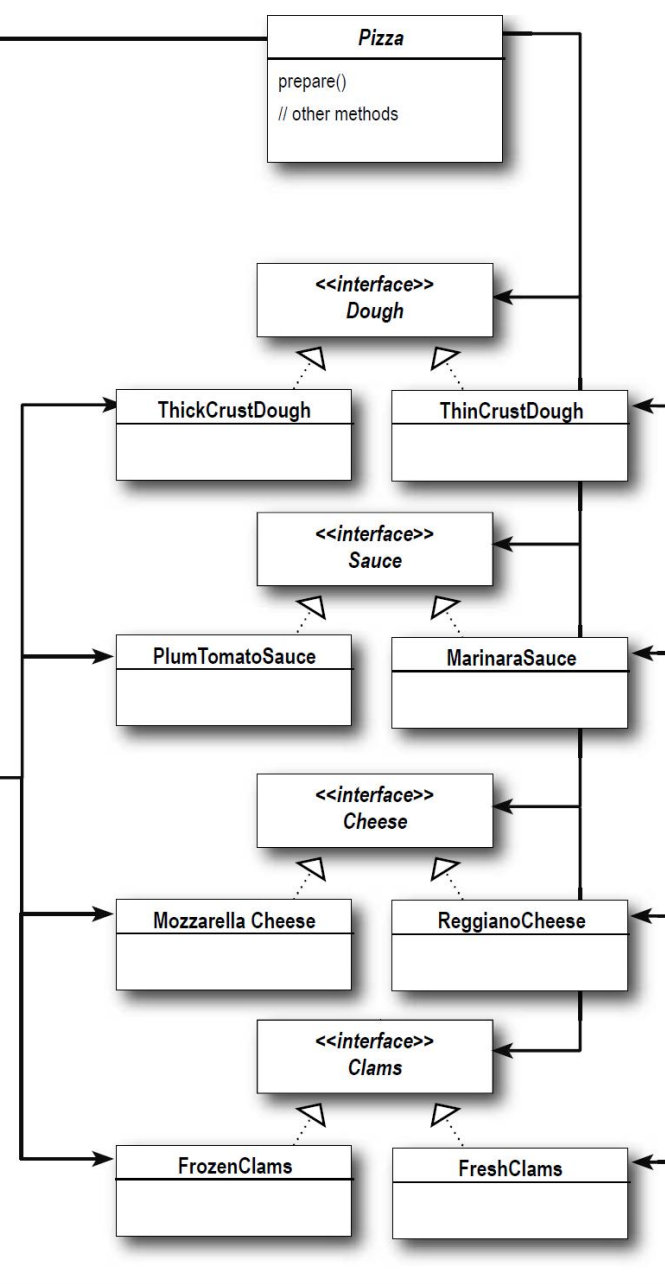 Pizza
prepare()
// other methods
<<interface>>
Dough
ThickCrustDough
ThinCrustDough
<<interface>>
Sauce
PlumTomatoSauce
MarinaraSauce
<<interface>>
Cheese
Mozzarella Cheese
ReggianoCheese
<<interface>>
Clams
FrozenClams
FreshClams